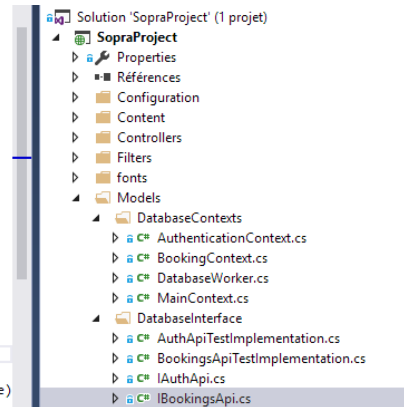 Solution 'SopraProject' (1 projet)
SopraProject
Properties
Références
Configuration
Content
Controllers
Filters
fonts
Models
DatabaseContexts
C# AuthenticationContext.cs
C# BookingContext.cs
C# DatabaseWorker.cs
C# MainContext.cs
DatabaseInterface
C# AuthApiTestImplementation.cs
C# BookingsApiTestImplementation.cs
C# IAuthApi.cs
e)
C# IBookingsApi.cs